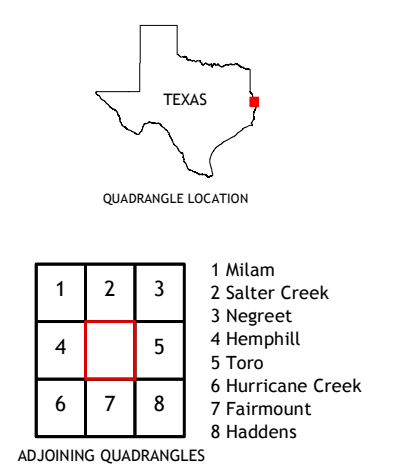 TEXAS
QUADRANGLE LOCATION
1 2 3
4 5
6 7 8
1 Milam
2 Salter Creek
3 Negreet
4 Hemphill
5 Toro
6 Hurricane Creek
7 Fairmount
8 Haddens
ADJOINING QUADRANGLES